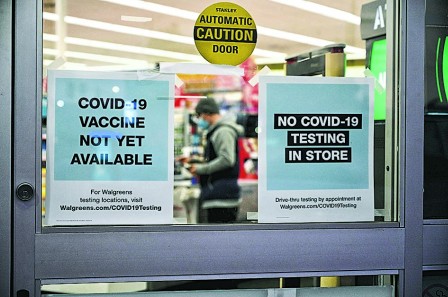 STANLEY
AUTOMATIC
CAUTION
DOOR
COVID-19
VACCINE
NOT YET
AVAILABLE
For Walgreens
testing locations, visit
Walgreens.com/COVID19Testing
NO COVID-19
TESTING
IN STORE
Drive-thru testing by appointment at
Walgreens.com/COVID19Testing